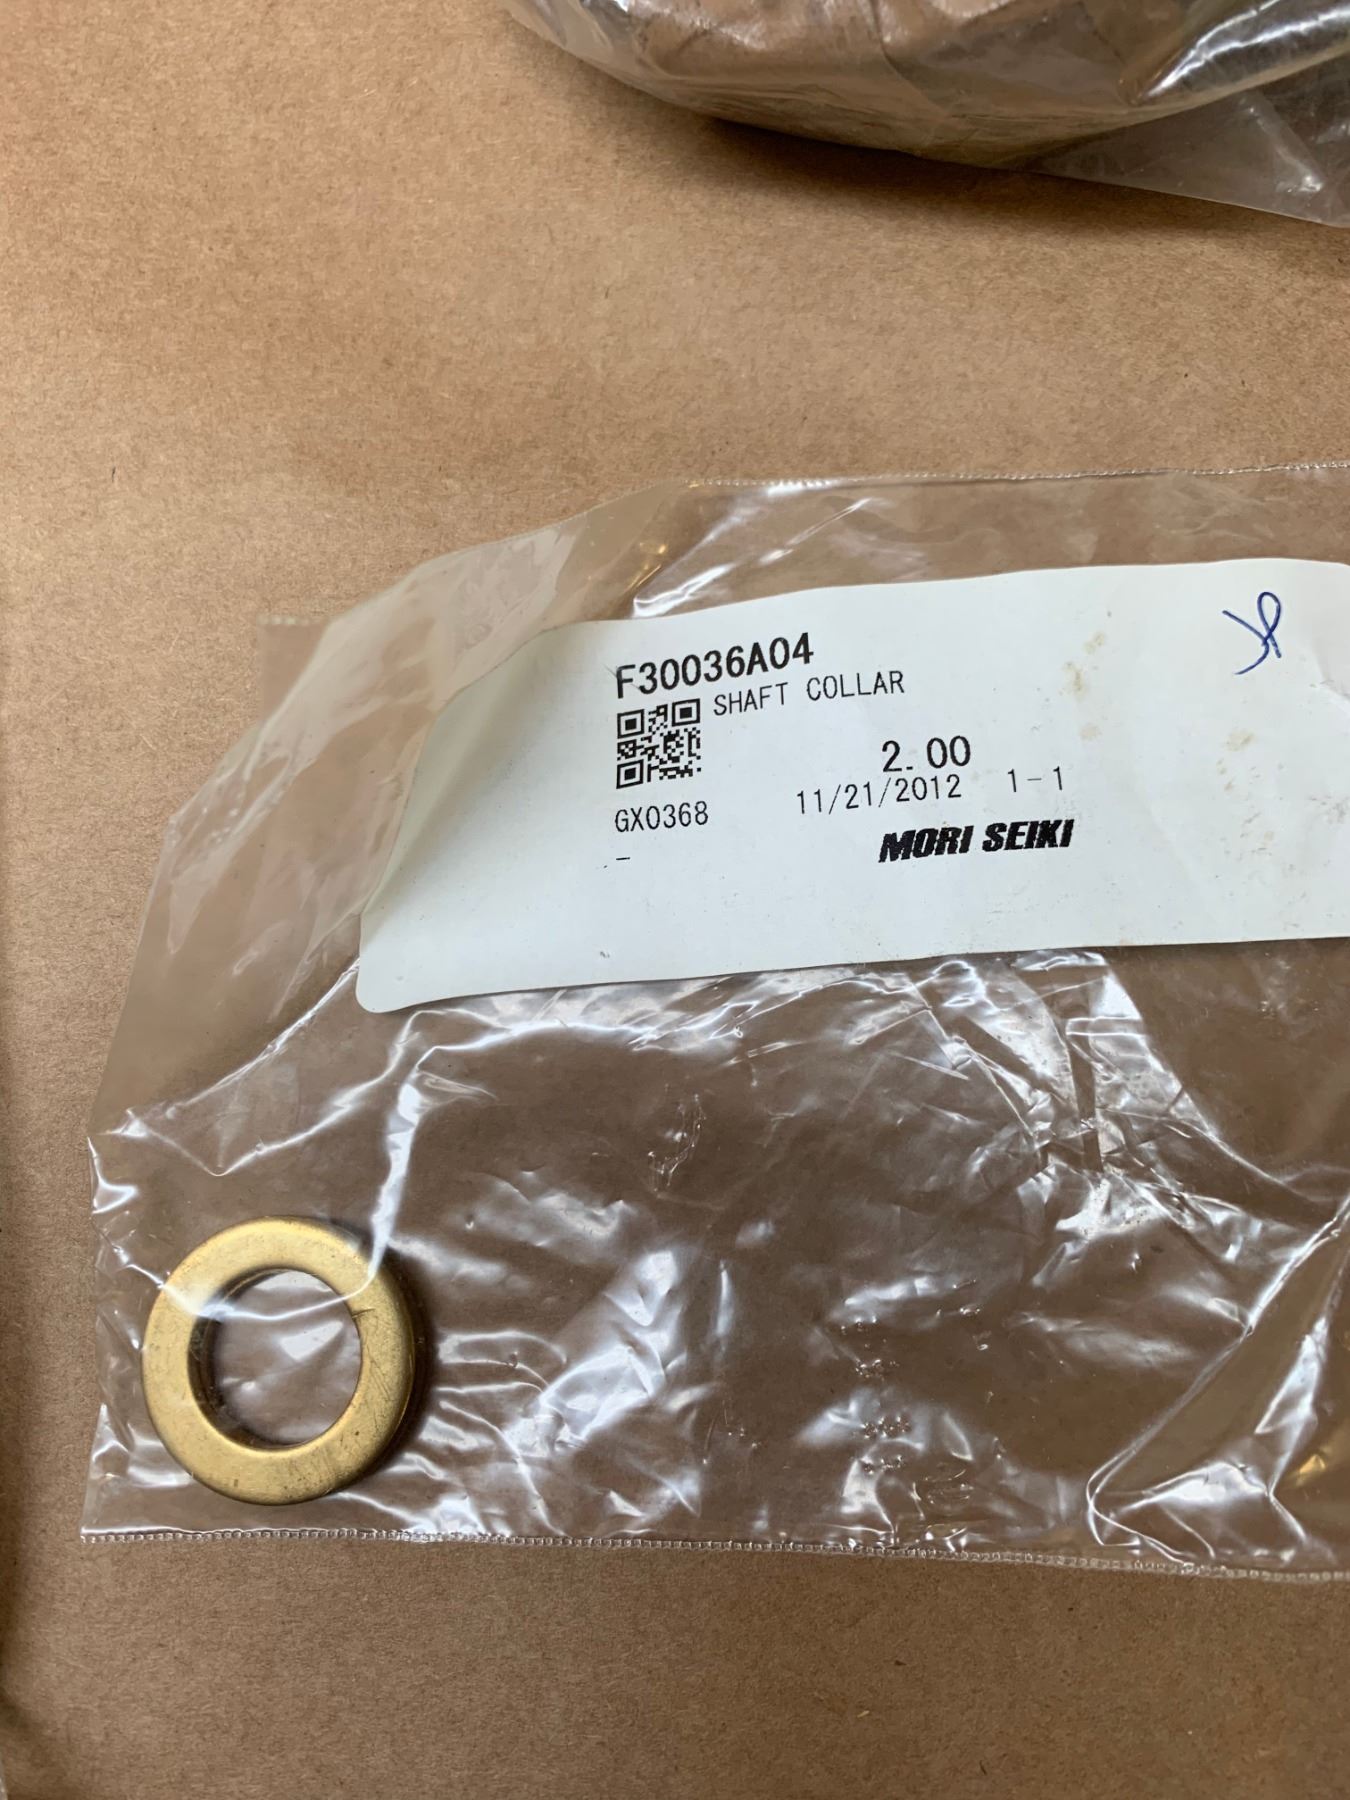 F30036A04
SHAFT COLLAR
2.00
GX0368 11/21/2012 1-1
-
MORI SEIKI